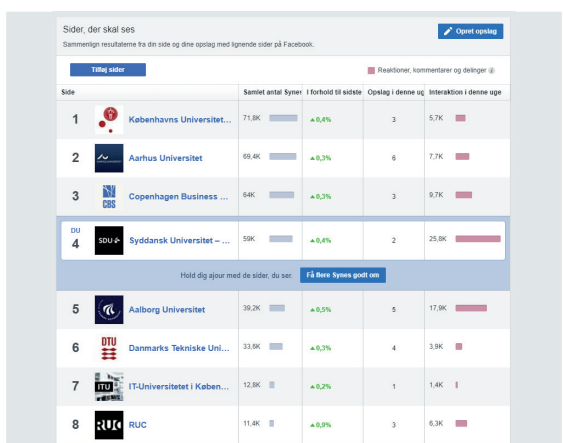 Sider, der skal ses
Opret opslag
Sammenlign resultaterne fra din side og dine opslag med lignende sider på Facebook.
Tilføj sider
Reaktioner, kommentarer og delinger
Side Samlet antal Synes I forhold til sidste Opslag i denne ug Interaktion i denne uge
1 Københavns Universitet... 71,8K 0,4% 3 5,7K
2 Aarhus Universitet 69,4K 0,3% 6 7,7K
3 CBS Copenhagen Business ... 64K 0,3% 3 9,7K
DU
4 SDU Syddansk Universitet – ... 59K 0,4% 2 25,8K
Hold dig ajour med de sider, du ser. Få flere Synes godt om
5 Aalborg Universitet 39,2K 0,5% 5 17,9K
6 DTU Danmarks Tekniske Uni... 33,6K 0,3% 4 3,9K
7 ITU IT-Universitetet i Køben... 12,8K 0,2% 1 1,4K
8 RUC RUC 11,4K 0,9% 3 6,3K